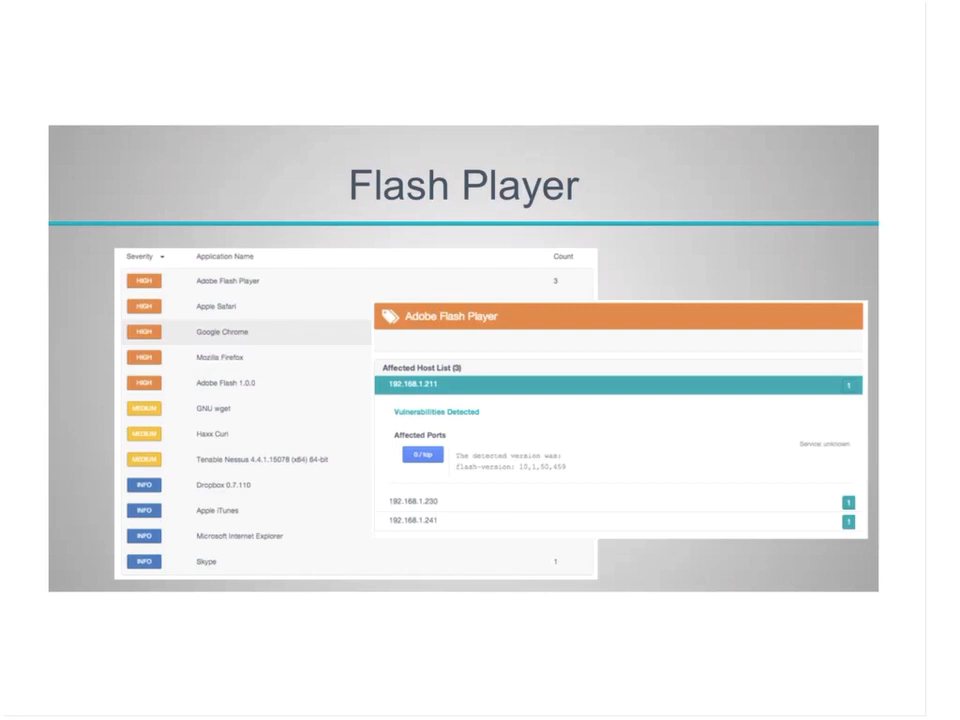 Flash Player
Severity Application Name Count
HIGH Adobe Flash Player 3
HIGH Apple Safari
HIGH Google Chrome
HIGH Mozilla Firefox
HIGH Adobe Flash 1.0.0
MEDIUM GNU wget
MEDIUM Haxx Curl
MEDIUM Tenable Nessus 4.4.1.15078 (x64) 64-bit
INFO Dropbox 0.7.110
INFO Apple iTunes
INFO Microsoft Internet Explorer
INFO Skype 1
Adobe Flash Player
Affected Host List (3)
192.168.1.211 1
Vulnerabilities Detected
Affected Ports
Service: unknown
0 / tcp
The detected version was:
flash-version: 10,1,50,459
192.168.1.230 1
192.168.1.241 1